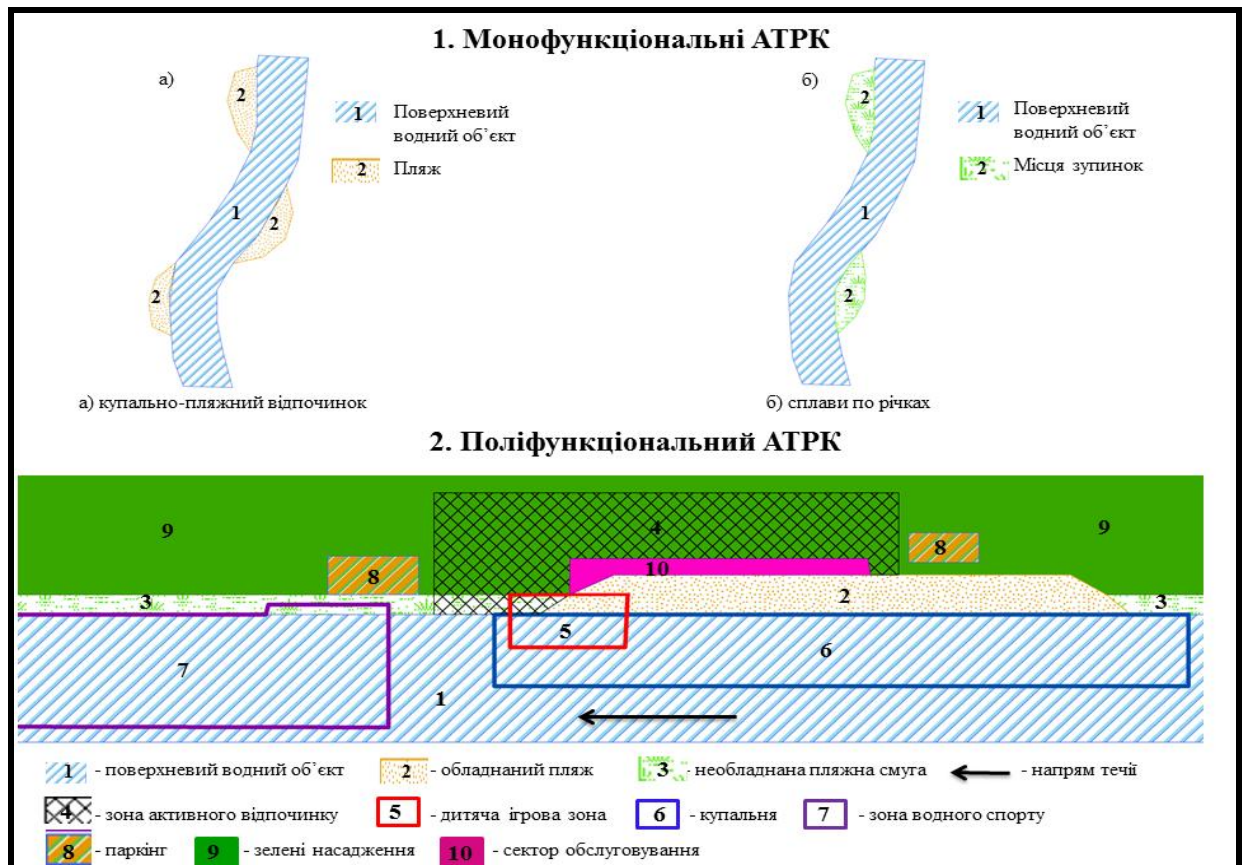 1. Монофункціональні АТРК
а)
2
1 Поверхневий
водний об’єкт
2 Пляж
1
2
2
б)
2
1 Поверхневий
водний об’єкт
2 Місця зупинок
1
2
а) купально-пляжний відпочинок
б) сплави по річках
2. Поліфункціональний АТРК
9
4
9
8
8
10
3
2
3
5
7
6
1
1 - поверхневий водний об’єкт
2 - обладнаний пляж
3 - необладнана пляжна смуга
- напрям течії
4 - зона активного відпочинку
5 - дитяча ігрова зона
6 - купальня
7 - зона водного спорту
8 - паркінг
9 - зелені насадження
10 - сектор обслуговування